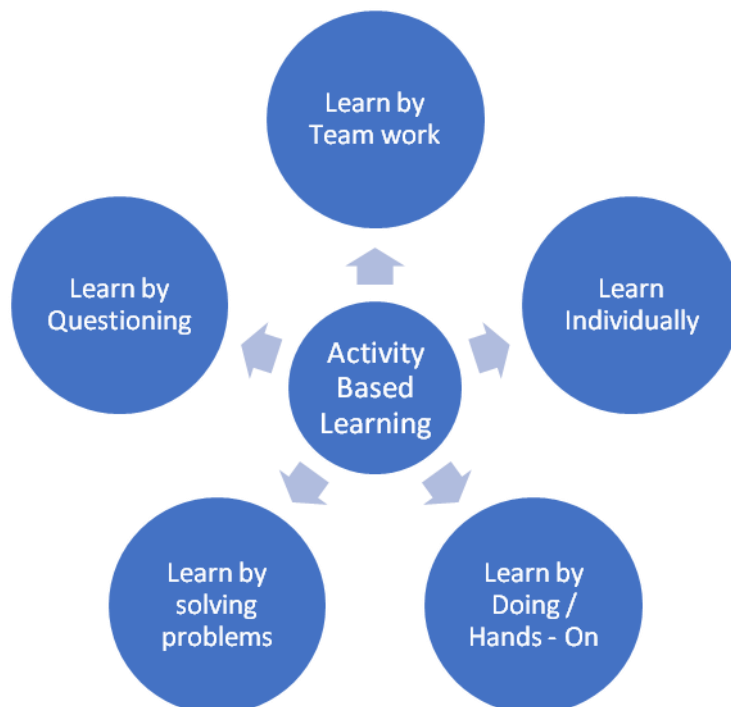 Learn by
Team work
Learn by
Questioning
Learn
Individually
Activity
Based
Learning
Learn by
solving
problems
Learn by
Doing /
Hands - On